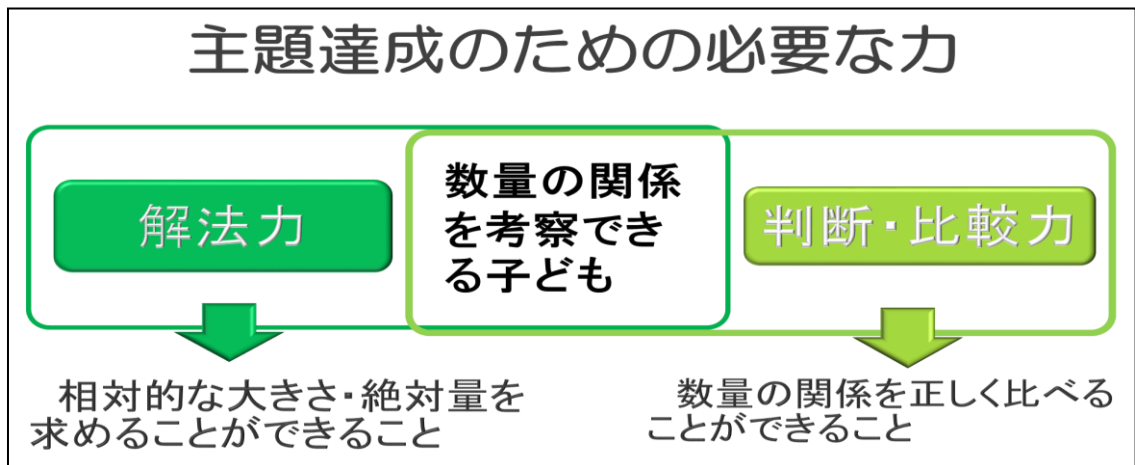 主題達成のための必要な力
解法力
数量の関係
を考察でき
る子ども
判断・比較力
相対的な大きさ・絶対量を
求めることができること
数量の関係を正しく比べる
ことができること